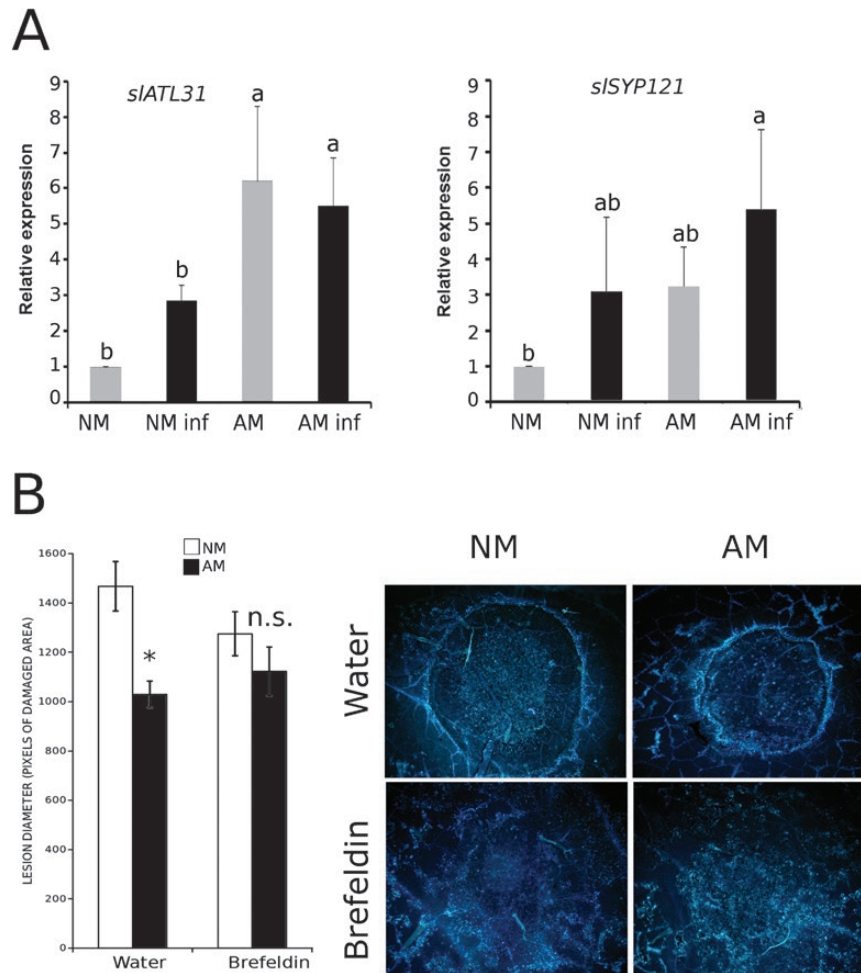 A
slATL31
Relative expression
9
8
7
6
5
4
3
2
1
0
a
a
b
b
NM NM inf AM AM inf
slSYP121
Relative expression
9
8
7
6
5
4
3
2
1
0
a
ab
ab
b
NM NM inf AM AM inf
B
LESION DIAMETER (PIXELS OF DAMAGED AREA)
1600
1400
1200
1000
800
600
400
200
0
NM
AM
*
n.s.
Water Brefeldin
NM AM
Water
Brefeldin